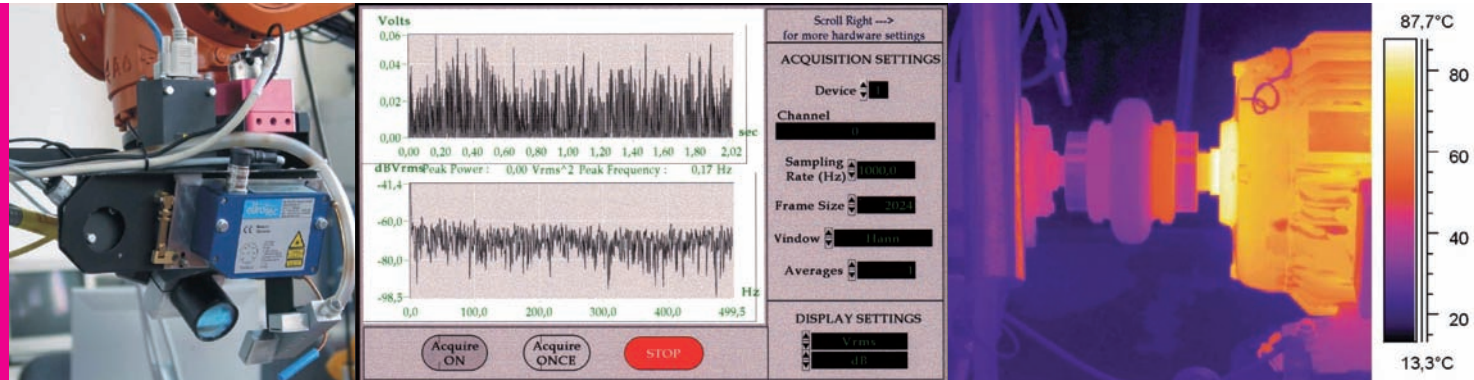 Volts
0,06
0,04
0,02
0,00
sec
0,00 0,20 0,40 0,60 0,80 1,00 1,20 1,40 1,60 1,80 2,02
dBVrms Peak Power : 0,00 Vrms^2 Peak Frequency : 0,17 Hz
-41,4
-60,0
-80,0
-98,5
Hz
0,0 100,0 200,0 300,0 400,0 499,5
Acquire
ON
Acquire
ONCE
STOP
Scroll Right --->
for more hardware settings
ACQUISITION SETTINGS
Device 1
Channel
0
Sampling
Rate (Hz) 1000,0
Frame Size 2024
Window Hann
Averages 1
DISPLAY SETTINGS
Vrms
dB
87,7°C
80
60
40
20
13,3°C